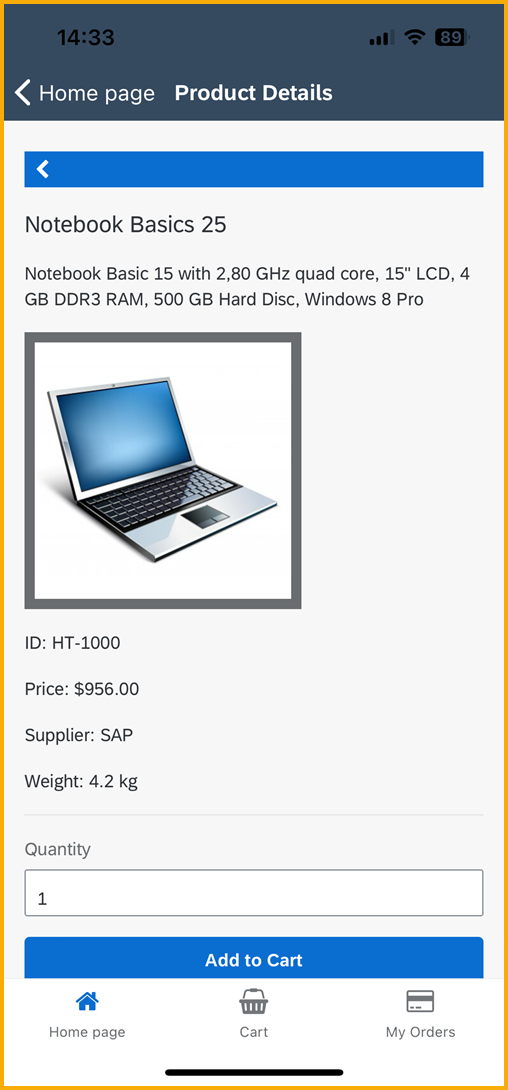 14:33
89
Home page
Product Details
Notebook Basics 25
Notebook Basic 15 with 2,80 GHz quad core, 15" LCD, 4
GB DDR3 RAM, 500 GB Hard Disc, Windows 8 Pro
ID: HT-1000
Price: $956.00
Supplier: SAP
Weight: 4.2 kg
Quantity
1
Add to Cart
Home page
Cart
My Orders